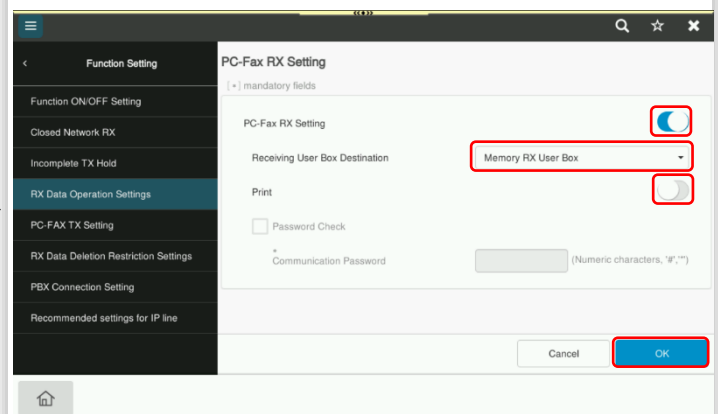 Function Setting
Function ON/OFF Setting
Closed Network RX
Incomplete TX Hold
RX Data Operation Settings
PC-FAX TX Setting
RX Data Deletion Restriction Settings
PBX Connection Setting
Recommended settings for IP line
PC-Fax RX Setting
[*] mandatory fields
PC-Fax RX Setting
Receiving User Box Destination
Memory RX User Box
Print
Password Check
*
Communication Password
(Numeric characters, '#','*')
Cancel
OK